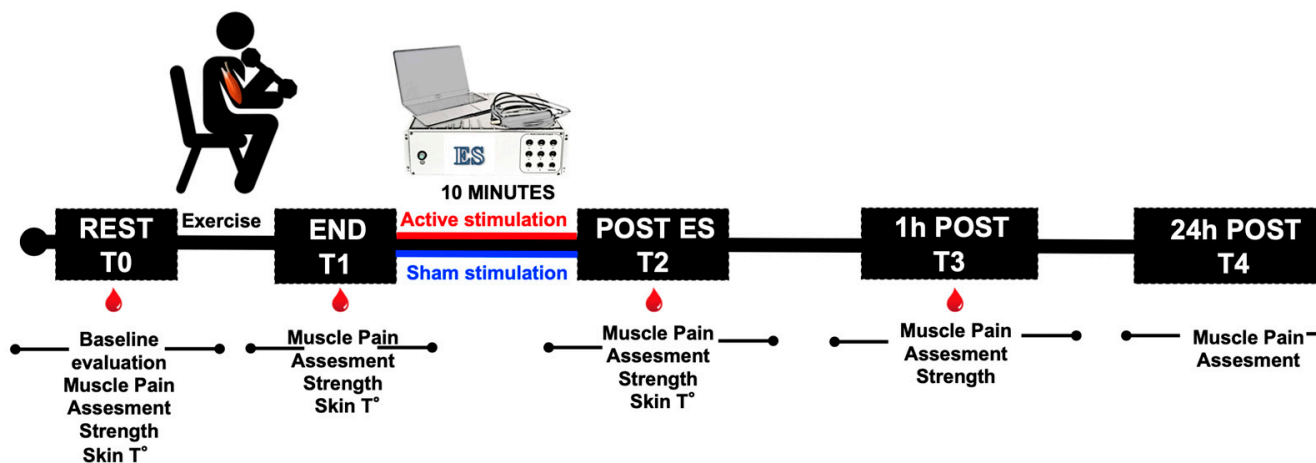 ES
10 MINUTES
Exercise
Active stimulation
Sham stimulation
REST
T0
END
T1
POST ES
T2
1h POST
T3
24h POST
T4
Baseline
evaluation
Muscle Pain
Assesment
Strength
Skin T°
Muscle Pain
Assesment
Strength
Skin T°
Muscle Pain
Assesment
Strength
Skin T°
Muscle Pain
Assesment
Strength
Muscle Pain
Assesment